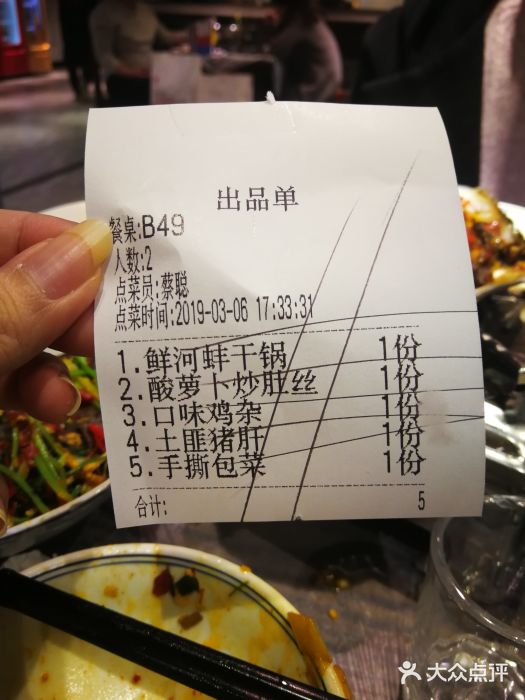 出品单
餐桌:B49
人数:2
点菜员:蔡聪
点菜时间:2019-03-06 17:33:31
1.鲜河蚌干锅 1份
2.酸萝卜炒肚丝 1份
3.口味鸡杂 1份
4.土匪猪肝 1份
5.手撕包菜 1份
合计: 5
大众点评